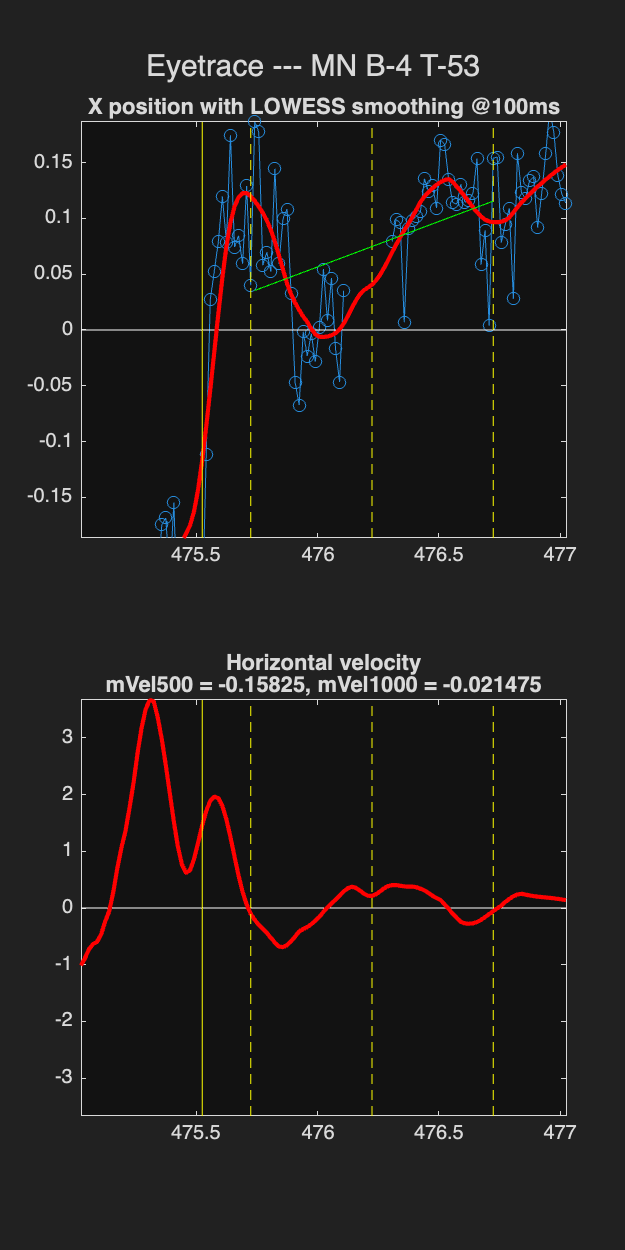 Eyetrace --- MN B-4 T-53
X position with LOWESS smoothing @100ms
0.15
0.1
0.05
0
-0.05
-0.1
-0.15
475.5 476 476.5 477
Horizontal velocity
mVel500 = -0.15825, mVel1000 = -0.021475
3
2
1
0
-1
-2
-3
475.5 476 476.5 477